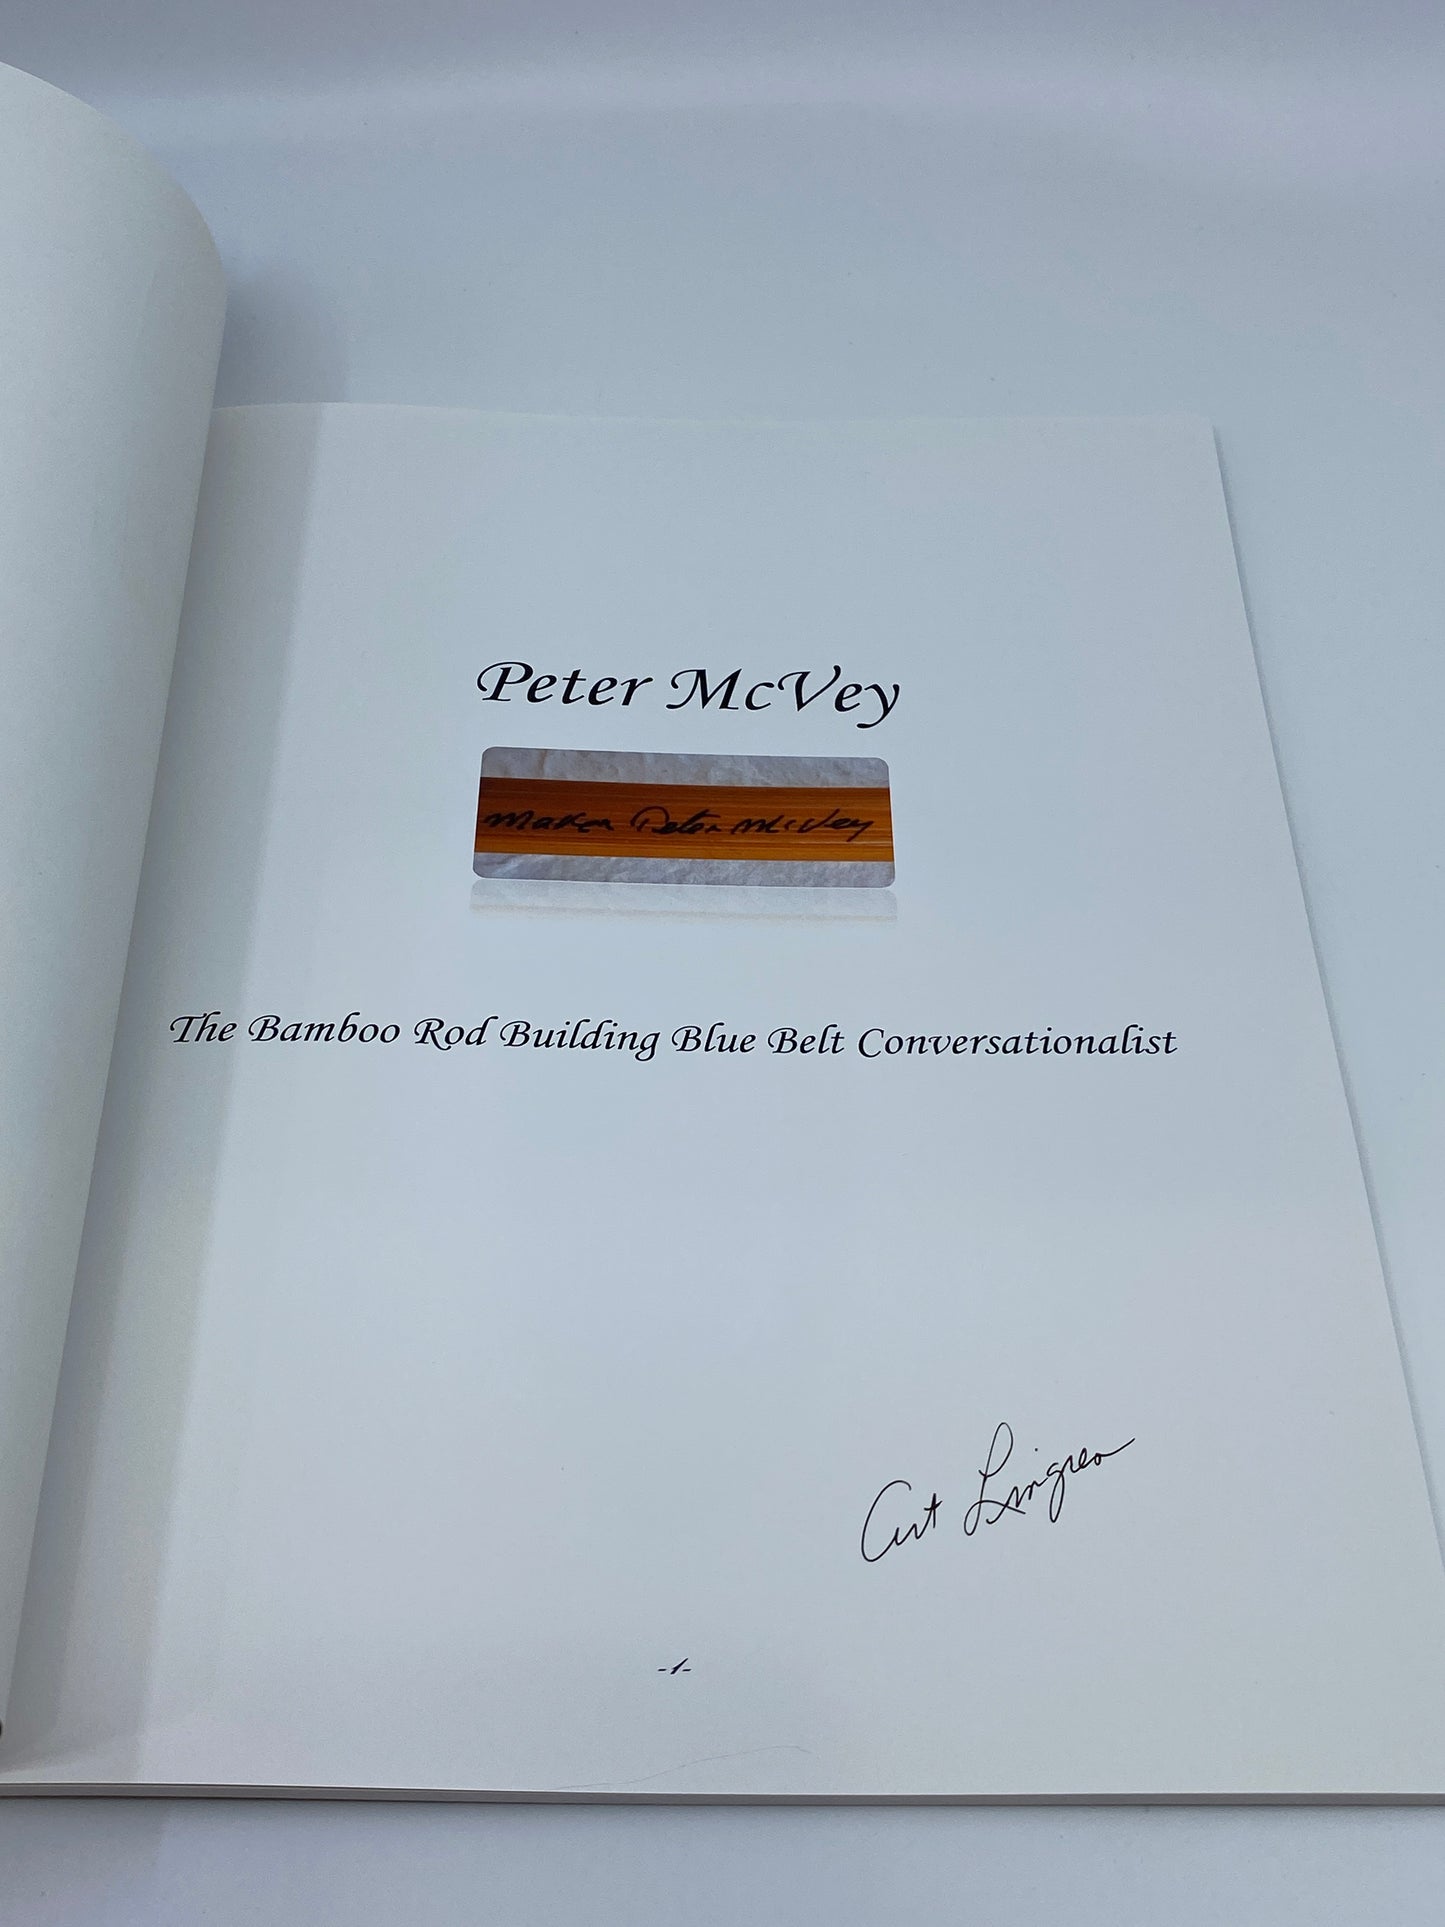 Peter McVey
Maker Peter McVey
The Bamboo Rod Building Blue Belt Conversationalist
Art Lingren
-1-